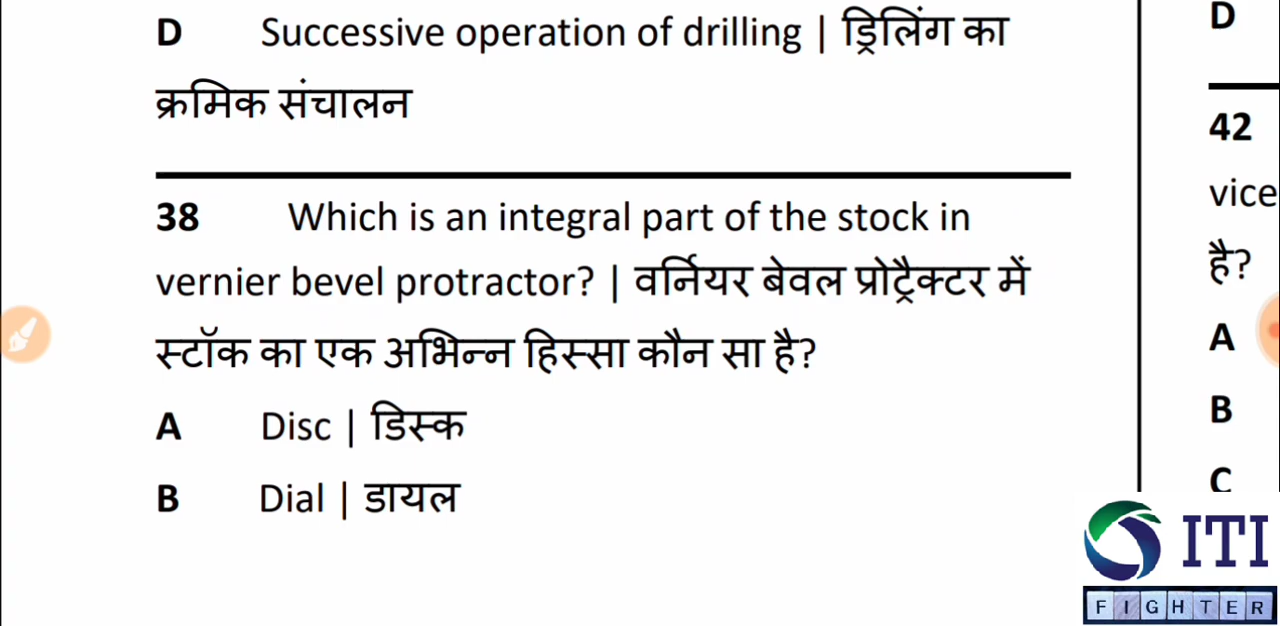 D Successive operation of drilling | ड्रिलिंग का
क्रमिक संचालन
38 Which is an integral part of the stock in
vernier bevel protractor? | वर्नियर बेवल प्रोट्रैक्टर में
स्टॉक का एक अभिन्न हिस्सा कौन सा है?
A Disc | डिस्क
B Dial | डायल
D
42
vice
है?
A
B
C
ITI
FIGHTER